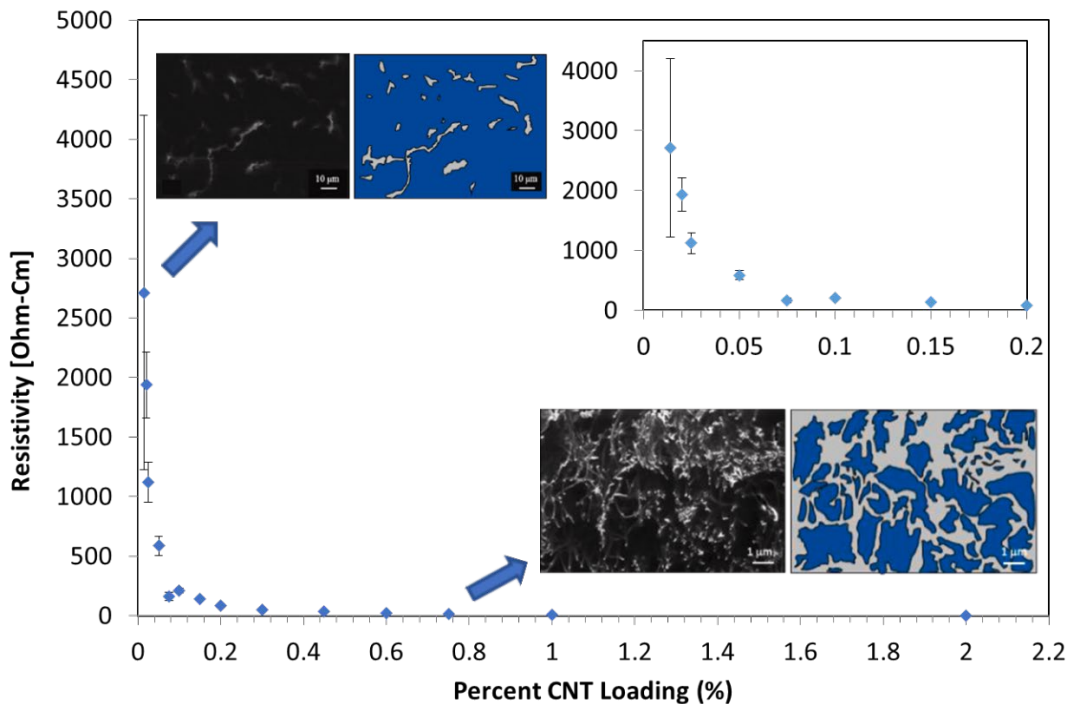 5000
4500
4000
3500
3000
2500
2000
1500
1000
500
0
Resistivity [Ohm-Cm]
0 0.2 0.4 0.6 0.8 1 1.2 1.4 1.6 1.8 2 2.2
Percent CNT Loading (%)
10 µm
10 µm
4000
3000
2000
1000
0
0 0.05 0.1 0.15 0.2
1 µm
1 µm